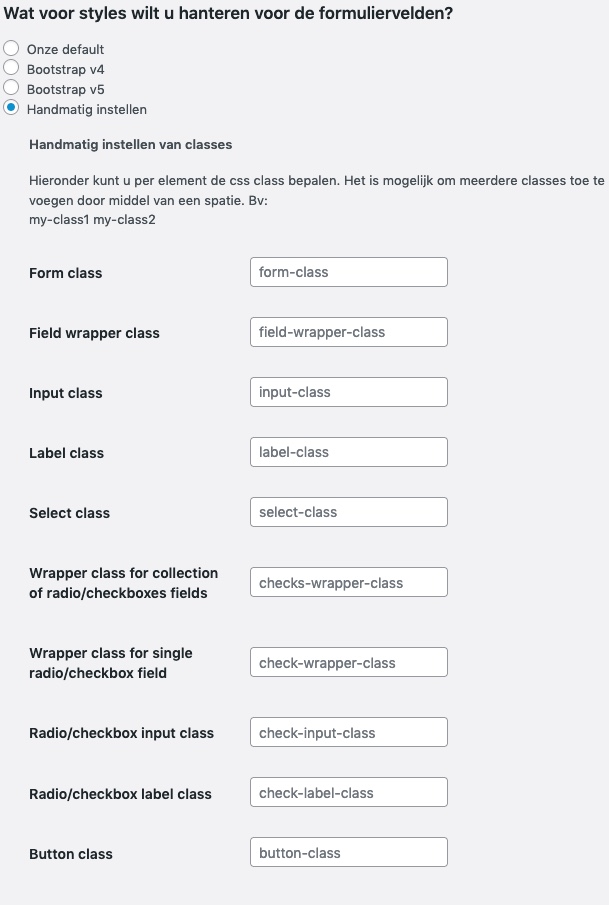 Wat voor styles wilt u hanteren voor de formuliervelden?
Onze default
Bootstrap v4
Bootstrap v5
Handmatig instellen
Handmatig instellen van classes
Hieronder kunt u per element de css class bepalen. Het is mogelijk om meerdere classes toe te
voegen door middel van een spatie. Bv:
my-class1 my-class2
Form class
form-class
Field wrapper class
field-wrapper-class
Input class
input-class
Label class
label-class
Select class
select-class
Wrapper class for collection
of radio/checkboxes fields
checks-wrapper-class
Wrapper class for single
radio/checkbox field
check-wrapper-class
Radio/checkbox input class
check-input-class
Radio/checkbox label class
check-label-class
Button class
button-class